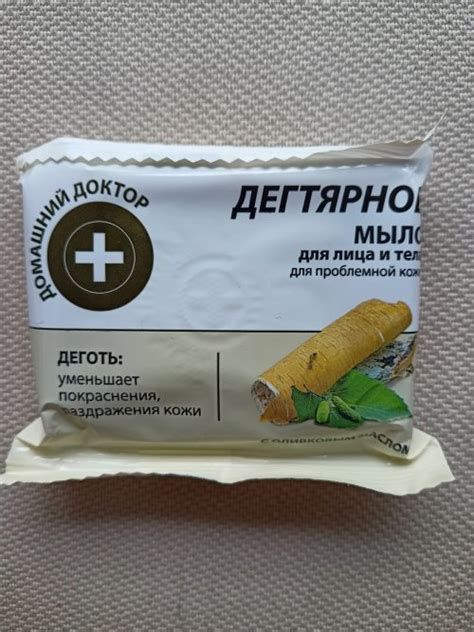 ДОМАШНИЙ ДОКТОР
ДЕГТЯРНОЕ
МЫЛО
для лица и тела
для проблемной кожи
ДЕГОТЬ:
уменьшает
покраснения,
раздражения кожи
С ОЛИВКОВЫМ МАСЛОМ